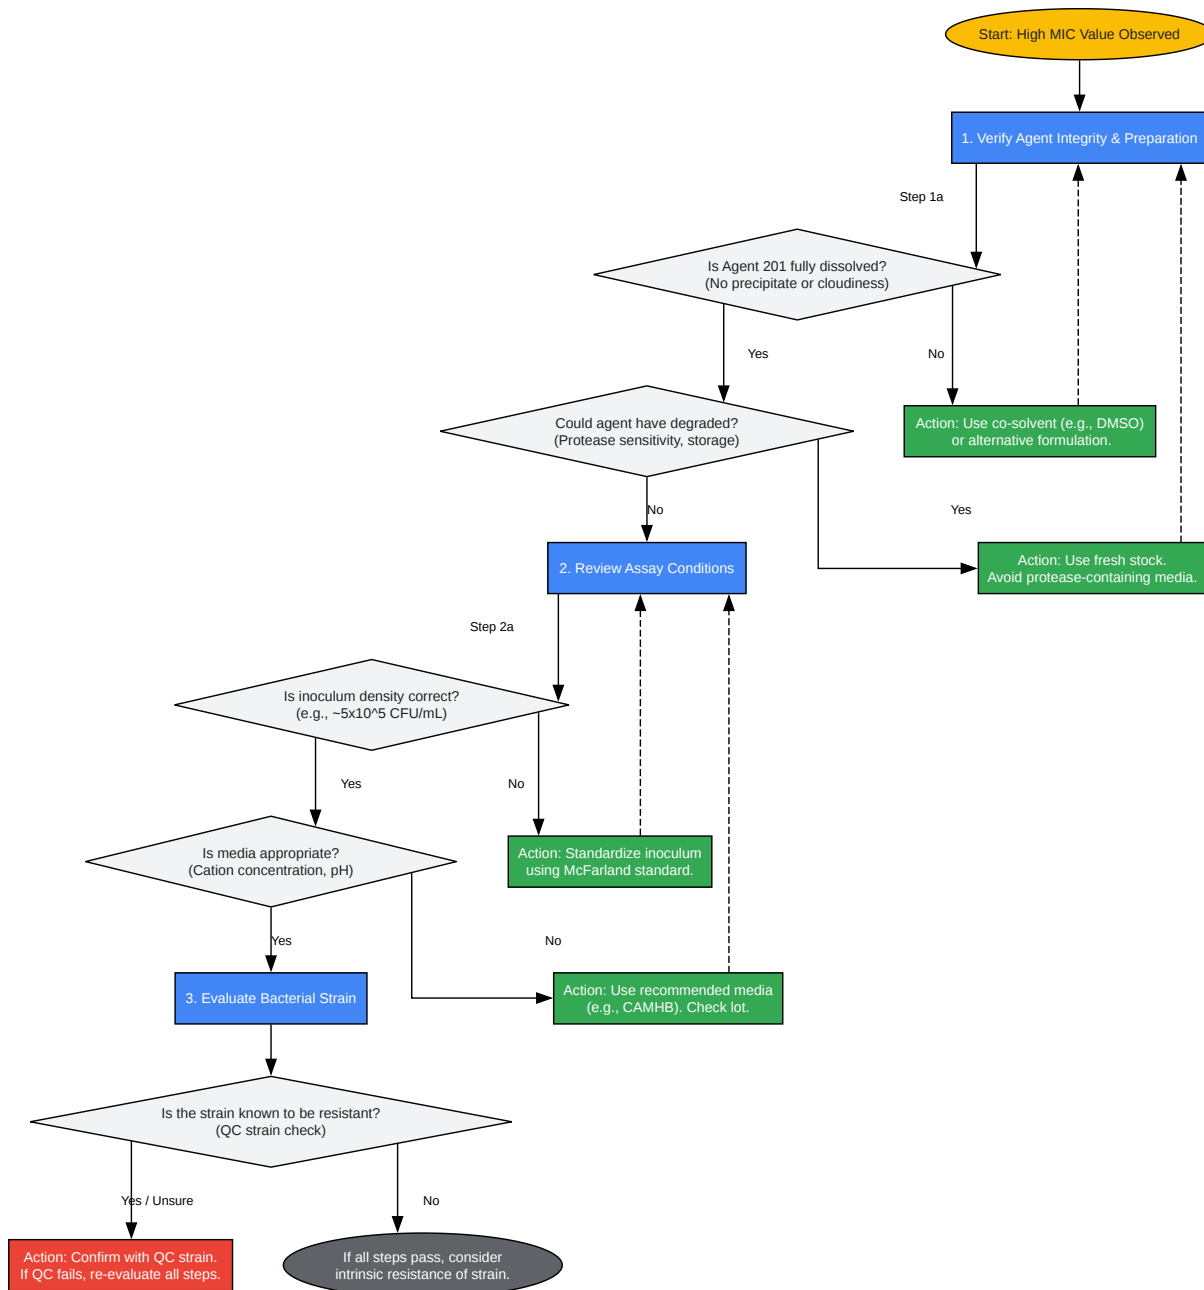 Start: High MIC Value Observed
1. Verify Agent Integrity & Preparation
Step 1a
Is Agent 201 fully dissolved?
(No precipitate or cloudiness)
Yes
No
Could agent have degraded?
(Protease sensitivity, storage)
Action: Use co-solvent (e.g., DMSO)
or alternative formulation.
No
Yes
2. Review Assay Conditions
Action: Use fresh stock.
Avoid protease-containing media.
Step 2a
Is inoculum density correct?
(e.g., ~5x10^5 CFU/mL)
Yes
No
Is media appropriate?
(Cation concentration, pH)
Action: Standardize inoculum
using McFarland standard.
Yes
No
3. Evaluate Bacterial Strain
Action: Use recommended media
(e.g., CAMHB). Check lot.
Is the strain known to be resistant?
(QC strain check)
Yes / Unsure
No
Action: Confirm with QC strain.
If QC fails, re-evaluate all steps.
If all steps pass, consider
intrinsic resistance of strain.